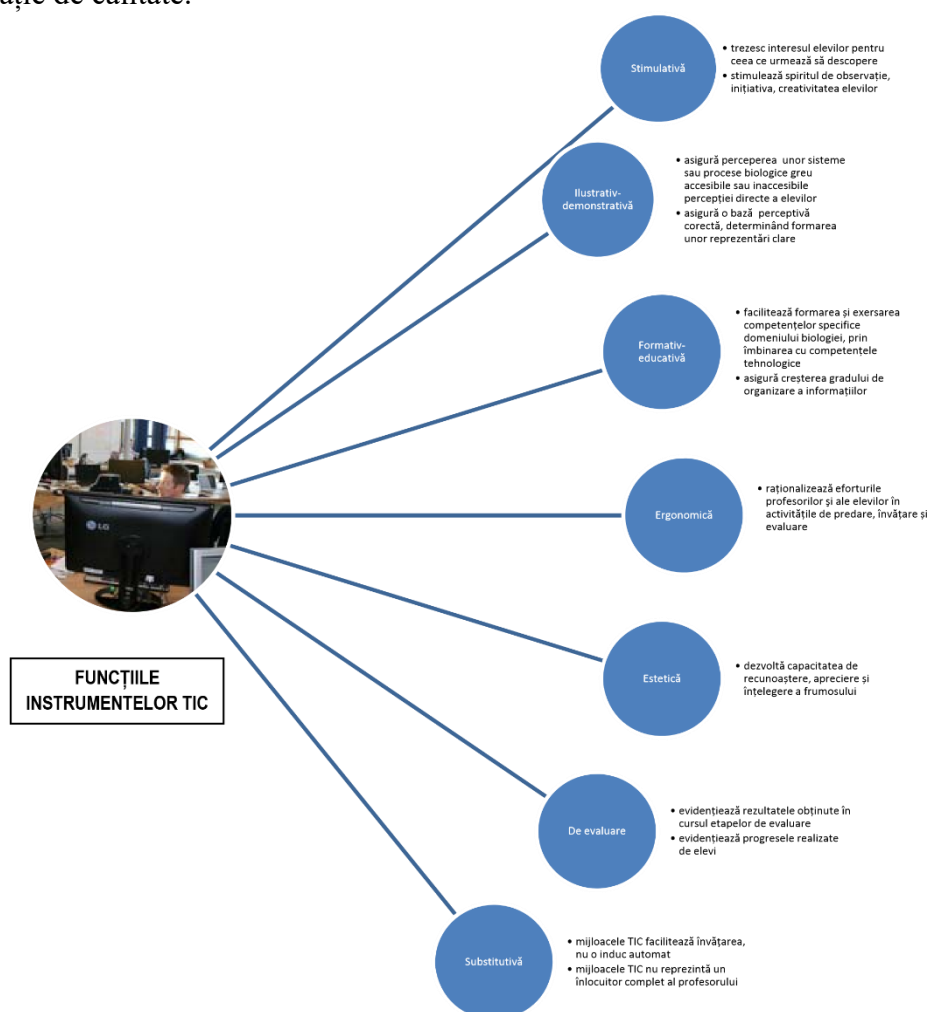 de calitate.
Stimulativă
• trezesc interesul elevilor pentru
ceea ce urmează să descopere
• stimulează spiritul de observație,
inițiativa, creativitatea elevilor
Ilustrativ-
demonstrativă
• asigură perceperea unor sisteme
sau procese biologice greu
accesibile sau inaccesibile
percepției directe a elevilor
• asigură o bază perceptivă
corectă, determinând formarea
unor reprezentări clare
Formativ-
educativă
• facilitează formarea și exersarea
competențelor specifice
domeniului biologiei, prin
îmbinarea cu competențele
tehnologice
• asigură creșterea gradului de
organizare a informațiilor
LG
Ergonomică
• raționalizează eforturile
profesorilor şi ale elevilor în
activitățile de predare, învățare și
evaluare
FUNCȚIILE
INSTRUMENTELOR TIC
Estetică
• dezvoltă capacitatea de
recunoaștere, apreciere și
înțelegere a frumosului
De evaluare
• evidențiează rezultatele obținute în
cursul etapelor de evaluare
• evidențiează progresele realizate
de elevi
Substitutivă
• mijloacele TIC facilitează învățarea,
nu o induc automat
• mijloacele TIC nu reprezintă un
înlocuitor complet al profesorului